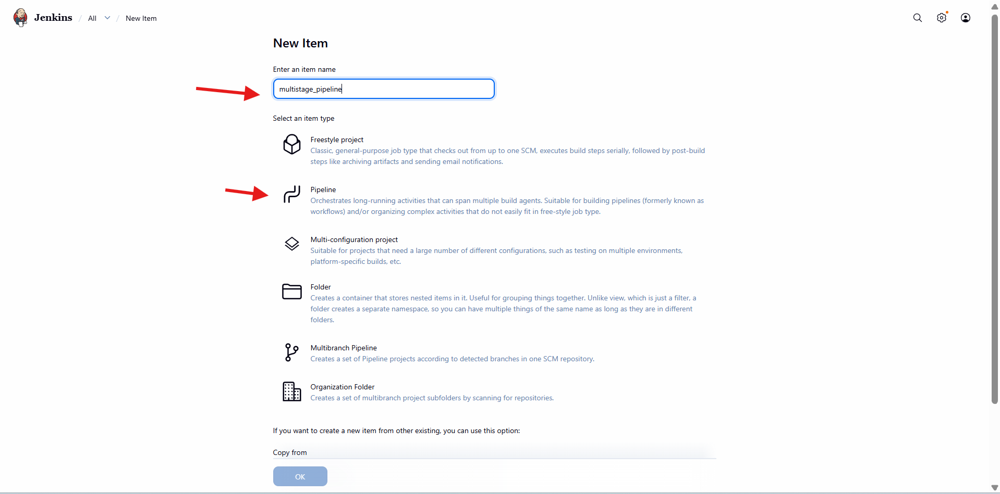 Jenkins / All / New Item
New Item
Enter an item name
multistage_pipeline
Select an item type
Freestyle project
Classic, general-purpose job type that checks out from up to one SCM, executes build steps serially, followed by post-build
steps like archiving artifacts and sending email notifications.
Pipeline
Orchestrates long-running activities that can span multiple build agents. Suitable for building pipelines (formerly known as
workflows) and/or organizing complex activities that do not easily fit in free-style job type.
Multi-configuration project
Suitable for projects that need a large number of different configurations, such as testing on multiple environments,
platform-specific builds, etc.
Folder
Creates a container that stores nested items in it. Useful for grouping things together. Unlike view, which is just a filter, a
folder creates a separate namespace, so you can have multiple things of the same name as long as they are in different
folders.
Multibranch Pipeline
Creates a set of Pipeline projects according to detected branches in one SCM repository.
Organization Folder
Creates a set of multibranch project subfolders by scanning for repositories.
If you want to create a new item from other existing, you can use this option:
Copy from
OK